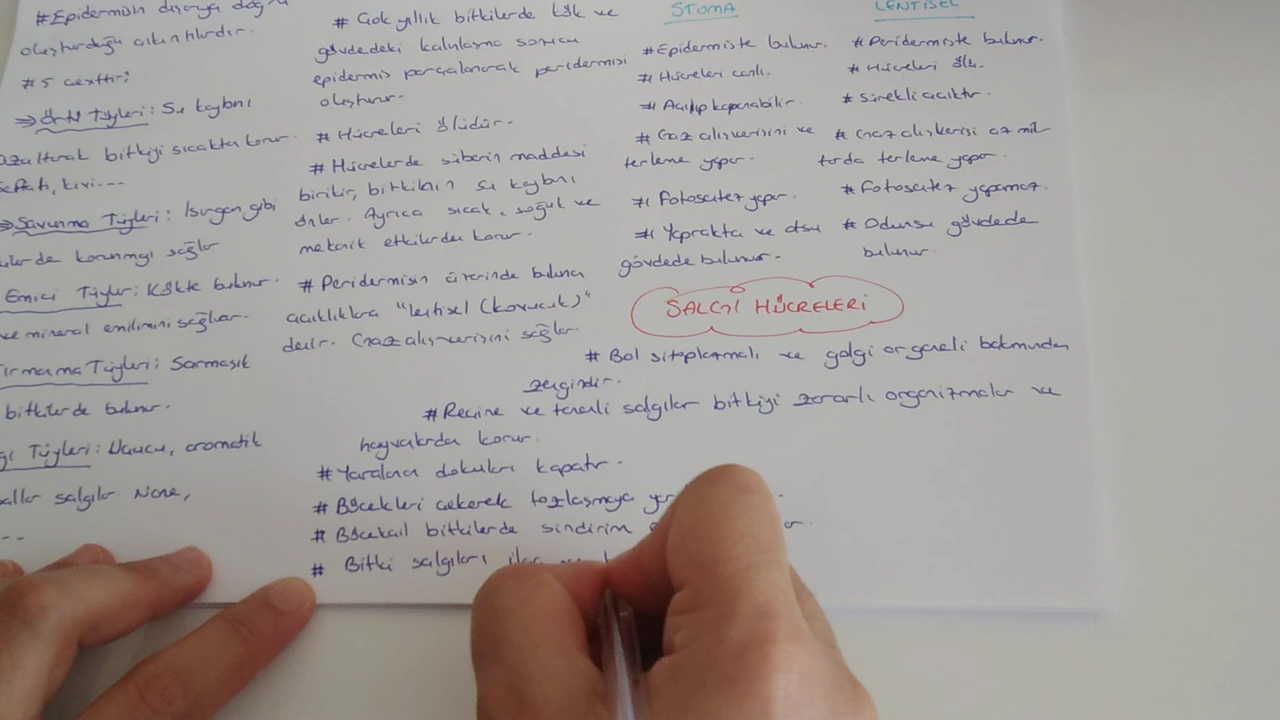 #Epidermisin dışarıya doğru
oluşturduğu çıkıntılardır.
# 5 çeşittir;
⇒ Örtü Tüyleri: Su kaybını
azaltarak bitkiyi sıcaktan korur.
kivi...
⇒ Savunma Tüyleri: Isırgan gibi
korunmayı sağlar
Emici Tüyler: Kökte bulunur.
ve mineral emilimini sağlar.
Tırmanma Tüyleri: Sarmaşık
bitkilerde bulunur.
Tüyleri: Uçucu, aromatik
salgılar Nane,
...
# Çok yıllık bitkilerde kök ve
gövdedeki kalınlaşma sonucu
epidermis parçalanarak peridermisi
oluşturur.
# Hücreleri ölüdür.
# Hücrelerde süberin maddesi
birikir, bitkinin su kaybını
önler. Ayrıca sıcak, soğuk ve
mekanik etkilerden korur.
# Peridermisin üzerinde bulunan
açıklıklara "lentisel (kovucuk)"
denir. Gaz alışverişini sağlar.
STOMA
#Epidermiste bulunur.
# Hücreleri canlı.
# Açılıp kapanabilir.
# Gaz alışverişini ve
terleme yapar.
# Fotosentez yapar.
# Yaprakta ve otsu
gövdede bulunur.
LENTİSEL
# Peridermiste bulunur.
# Hücreleri ölü.
# Sürekli açıktır.
# Gaz alışverişi az mik
tarda terleme yapar.
# Fotosentez yapamaz.
# Odunsu gövdede
bulunur.
SALGI HÜCRELERİ
# Bol sitoplazmalı ve golgi organeli bakımından
zengindir.
#Reçine ve tanenli salgılar bitkiyi zararlı organizmalar ve
hayvanlardan korur.
# Yaralanan dokuları kapatır.
# Böcekleri çekerek tozlaşmaya
# Böcekçil bitkilerde sindirim
# Bitki salgıları